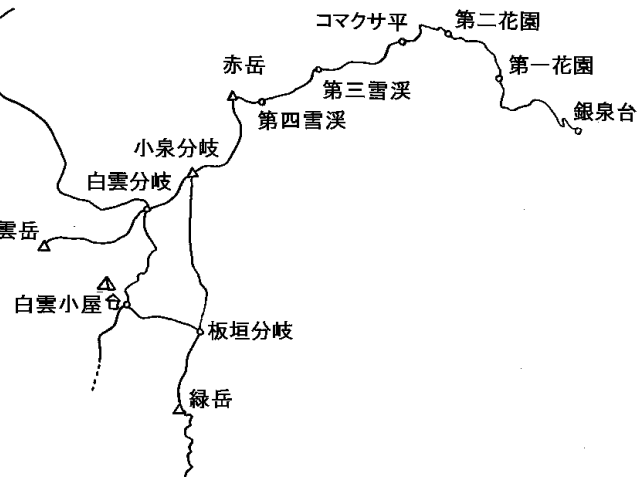 コマクサ平
第二花園
赤岳
第一花園
第三雪渓
銀泉台
第四雪渓
小泉分岐
白雲分岐
雲岳
白雲小屋
板垣分岐
緑岳